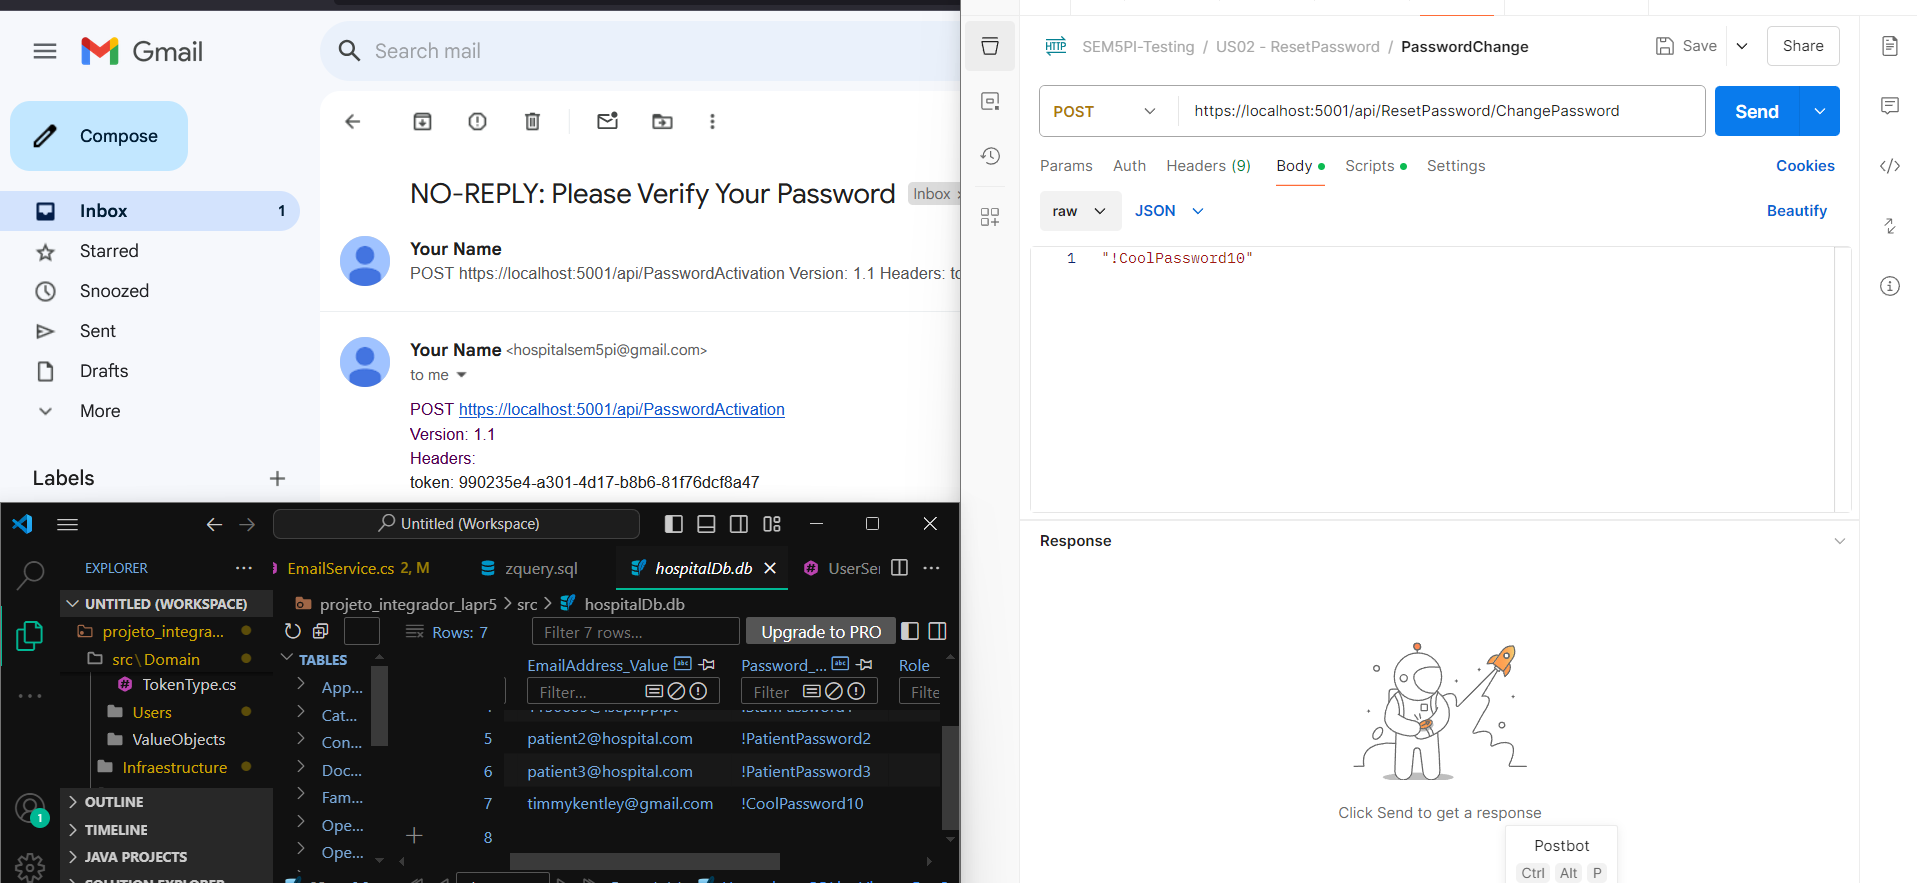 Gmail
Search mail
Compose
Inbox 1
Starred
Snoozed
Sent
Drafts
More
Labels
NO-REPLY: Please Verify Your Password
Inbox
Your Name
POST https://localhost:5001/api/PasswordActivation Version: 1.1 Headers:
Your Name <hospitalsem5pi@gmail.com>
to me
POST https://localhost:5001/api/PasswordActivation
Version: 1.1
Headers:
token: 990235e4-a301-4d17-b8b6-81f76dcf8a47
HTTP SEM5PI-Testing / US02 - ResetPassword / PasswordChange
Save
Share
POST
https://localhost:5001/api/ResetPassword/ChangePassword
Send
Params Auth Headers (9) Body Scripts Settings
Cookies
raw JSON
Beautify
1 "!CoolPassword10"
Response
Click Send to get a response
Postbot
Ctrl Alt P
Untitled (Workspace)
EXPLORER
EmailService.cs 2, M
zquery.sql
hospitalDb.db
UserSe
UNTITLED (WORKSPACE)
projeto_integra...
src\Domain
TokenType.cs
Users
ValueObjects
Infraestructure
OUTLINE
TIMELINE
JAVA PROJECTS
SOLUTION EXPLORER
1
projeto_integrador_lapr5 > src > hospitalDb.db
Rows: 7
Filter 7 rows...
Upgrade to PRO
TABLES
App...
Cat...
Con...
Doc...
Fam...
Ope...
Ope...
EmailAddress_Value abc Password_... abc Role
Filter... Filter Filte
5 patient2@hospital.com !PatientPassword2
6 patient3@hospital.com !PatientPassword3
7 timmykentley@gmail.com !CoolPassword10
8